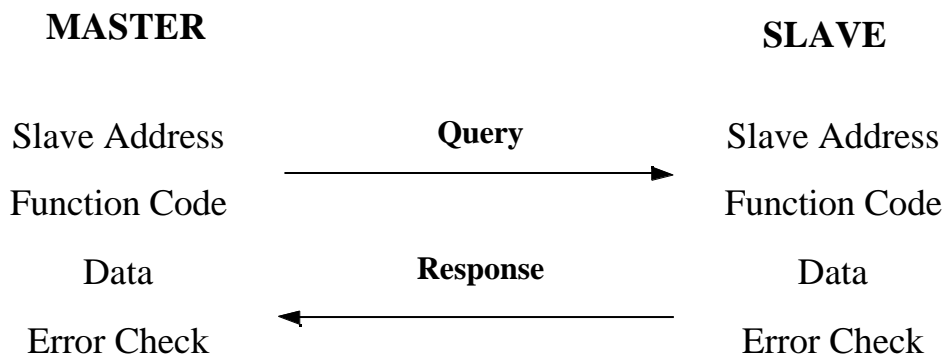 MASTER
SLAVE
Slave Address
Query
Slave Address
Function Code
Function Code
Data
Response
Data
Error Check
Error Check